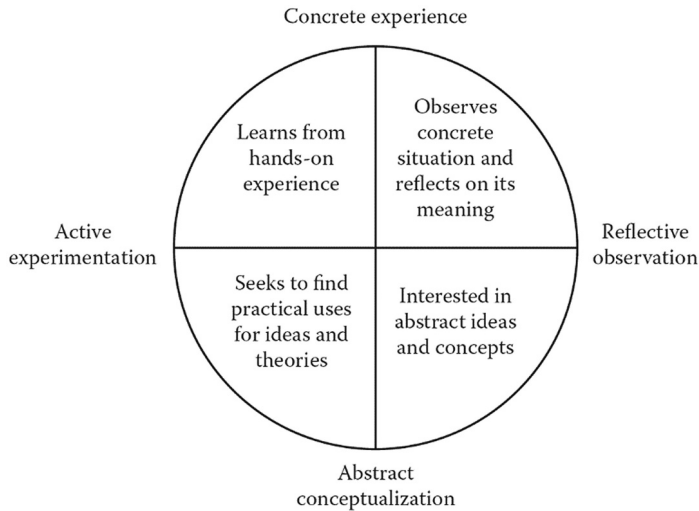 Concrete experience
Learns from
hands-on
experience
Observes
concrete
situation and
reflects on its
meaning
Active
experimentation
Reflective
observation
Seeks to find
practical uses
for ideas and
theories
Interested in
abstract ideas
and concepts
Abstract
conceptualization